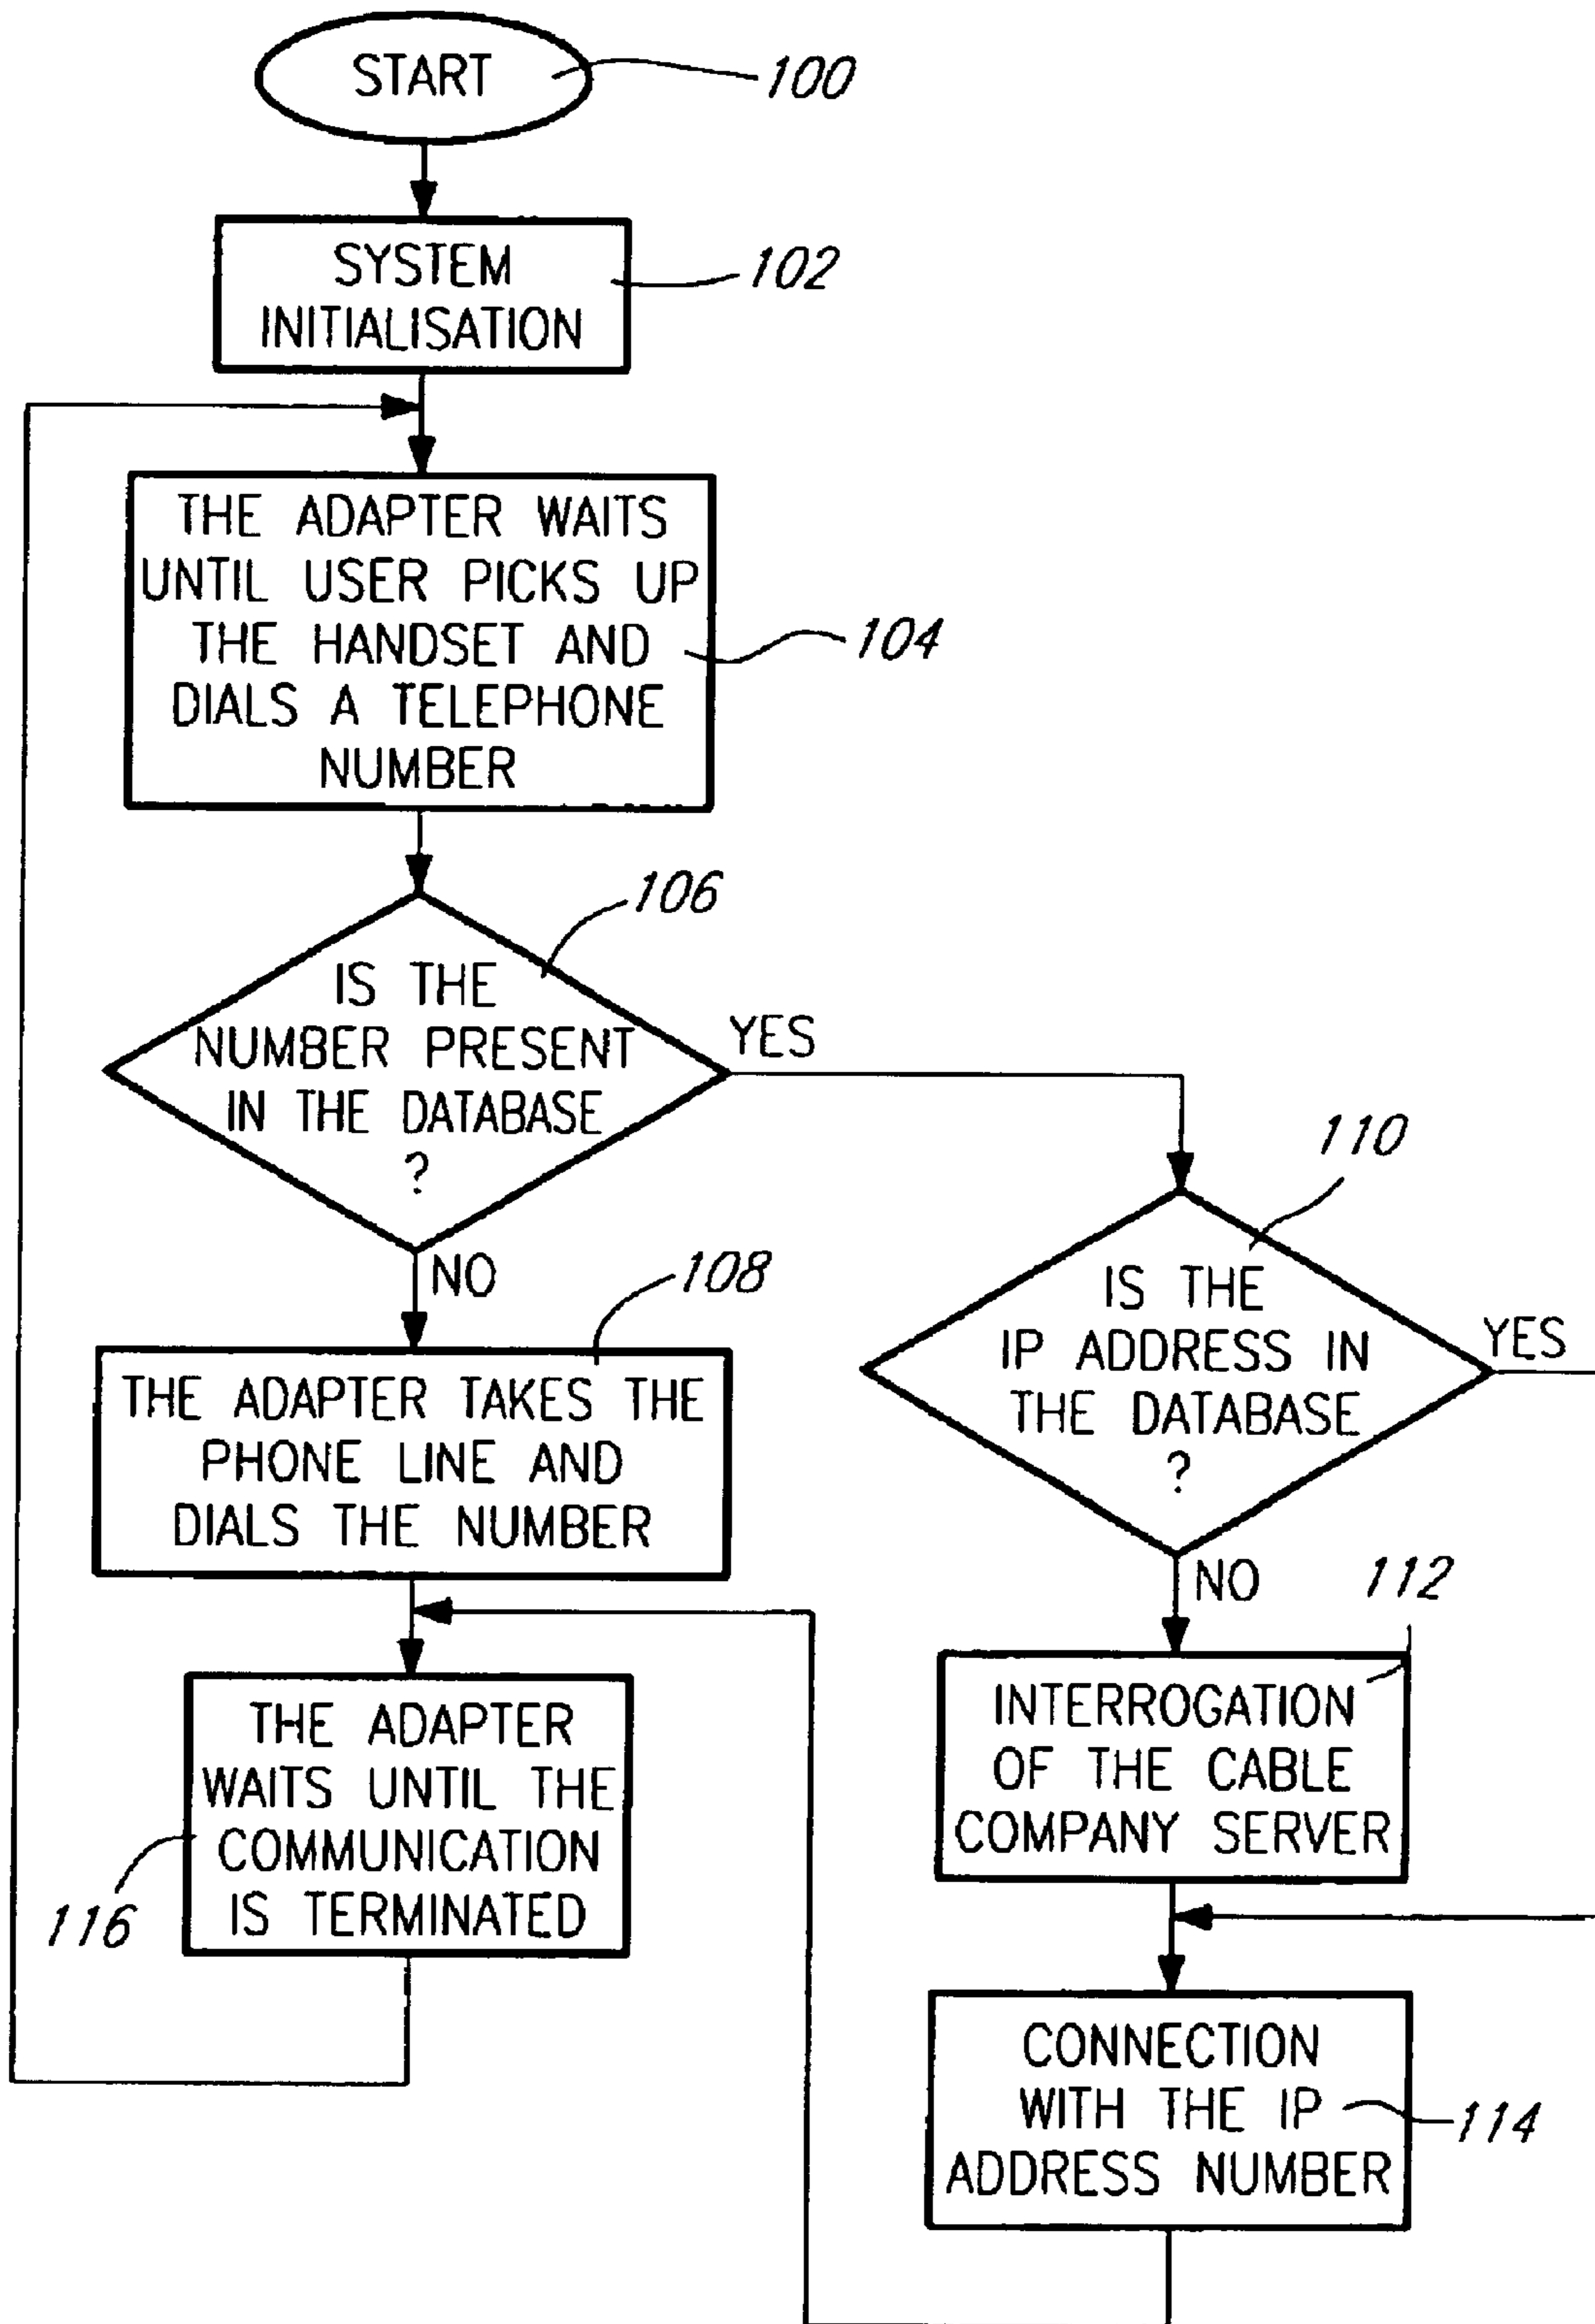 START
100
SYSTEM
INITIALISATION
102
THE ADAPTER WAITS
UNTIL USER PICKS UP
THE HANDSET AND
DIALS A TELEPHONE
NUMBER
104
106
IS THE
NUMBER PRESENT
IN THE DATABASE
?
YES
NO
108
THE ADAPTER TAKES THE
PHONE LINE AND
DIALS THE NUMBER
110
IS THE
IP ADDRESS IN
THE DATABASE
?
YES
NO
112
INTERROGATION
OF THE CABLE
COMPANY SERVER
THE ADAPTER
WAITS UNTIL THE
COMMUNICATION
IS TERMINATED
116
CONNECTION
WITH THE IP
ADDRESS NUMBER
114